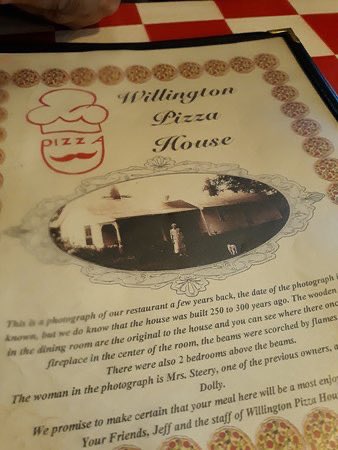 PIZZA
Willington
Pizza
House
This is a photograph of our restaurant a few years back, the date of the photograph i
known, but we do know that the house was built 250 to 300 years ago. The wooden
in the dining room are the original to the house and you can see where there onc
fireplace in the center of the room, the beams were scorched by flames
There were also 2 bedrooms above the beams.
The woman in the photograph is Mrs. Steery, one of the previous owners, a
Dolly.
We promise to make certain that your meal here will be a most enjoy
Your Friends, Jeff and the staff of Willington Pizza Hou